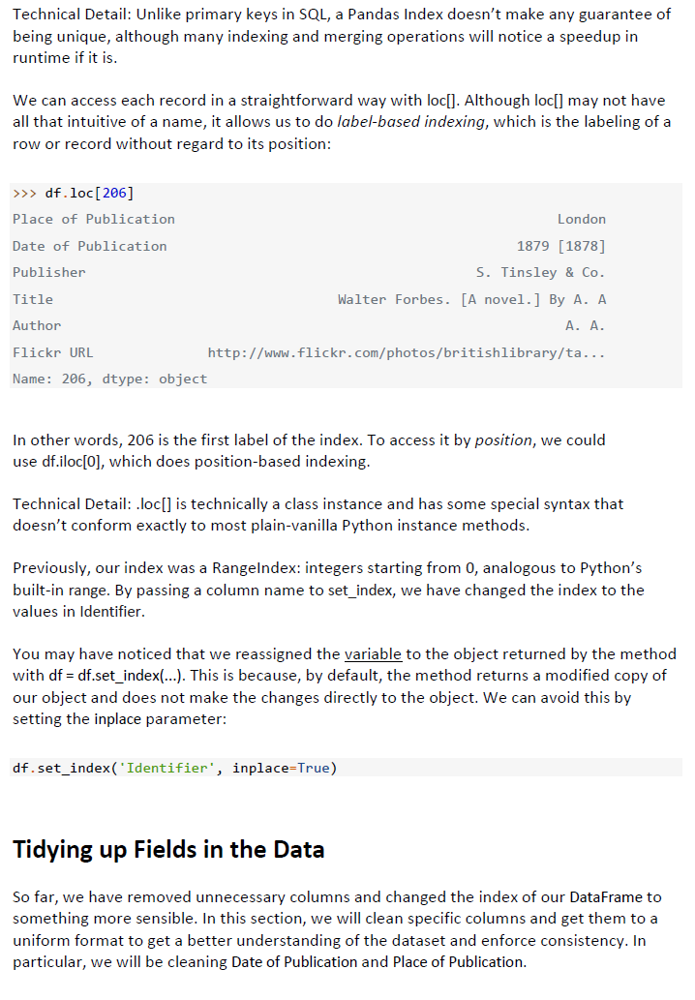 Technical Detail: Unlike primary keys in SQL, a Pandas Index doesn’t make any guarantee of
being unique, although many indexing and merging operations will notice a speedup in
runtime if it is.
We can access each record in a straightforward way with loc[]. Although loc[] may not have
all that intuitive of a name, it allows us to do label-based indexing, which is the labeling of a
row or record without regard to its position:
>>> df.loc[206]
Place of Publication London
Date of Publication 1879 [1878]
Publisher S. Tinsley & Co.
Title Walter Forbes. [A novel.] By A. A
Author A. A.
Flickr URL http://www.flickr.com/photos/britishlibrary/ta...
Name: 206, dtype: object
In other words, 206 is the first label of the index. To access it by position, we could
use df.iloc[0], which does position-based indexing.
Technical Detail: .loc[] is technically a class instance and has some special syntax that
doesn’t conform exactly to most plain-vanilla Python instance methods.
Previously, our index was a RangeIndex: integers starting from 0, analogous to Python’s
built-in range. By passing a column name to set_index, we have changed the index to the
values in Identifier.
You may have noticed that we reassigned the variable to the object returned by the method
with df = df.set_index(...). This is because, by default, the method returns a modified copy of
our object and does not make the changes directly to the object. We can avoid this by
setting the inplace parameter:
df.set_index('Identifier', inplace=True)
Tidying up Fields in the Data
So far, we have removed unnecessary columns and changed the index of our DataFrame to
something more sensible. In this section, we will clean specific columns and get them to a
uniform format to get a better understanding of the dataset and enforce consistency. In
particular, we will be cleaning Date of Publication and Place of Publication.